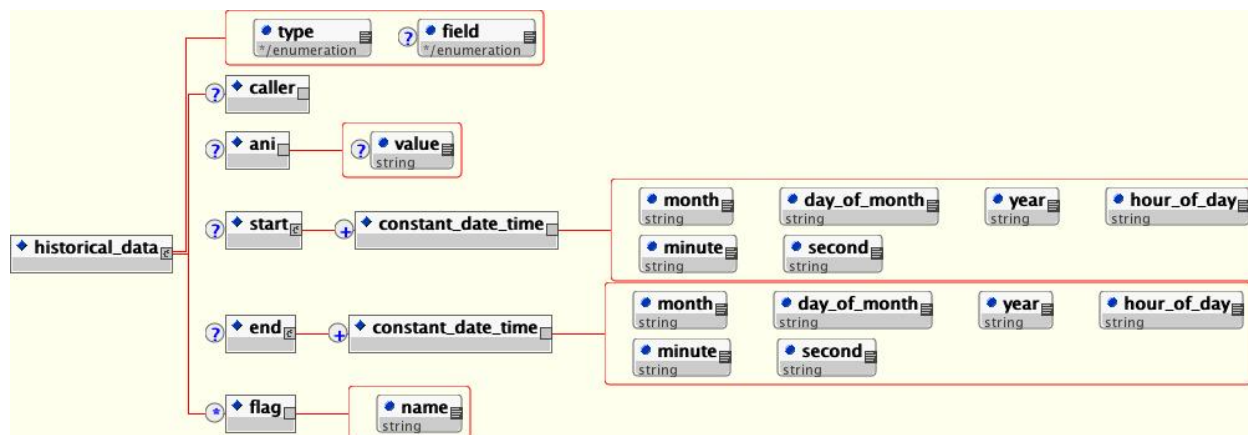 type ? field
*/enumeration */enumeration
? caller
? ani ? value
string
month day_of_month year hour_of_day
string string string string
? start + constant_date_time
minute second
string string
historical_data
month day_of_month year hour_of_day
string string string string
? end + constant_date_time
minute second
string string
* flag name
string